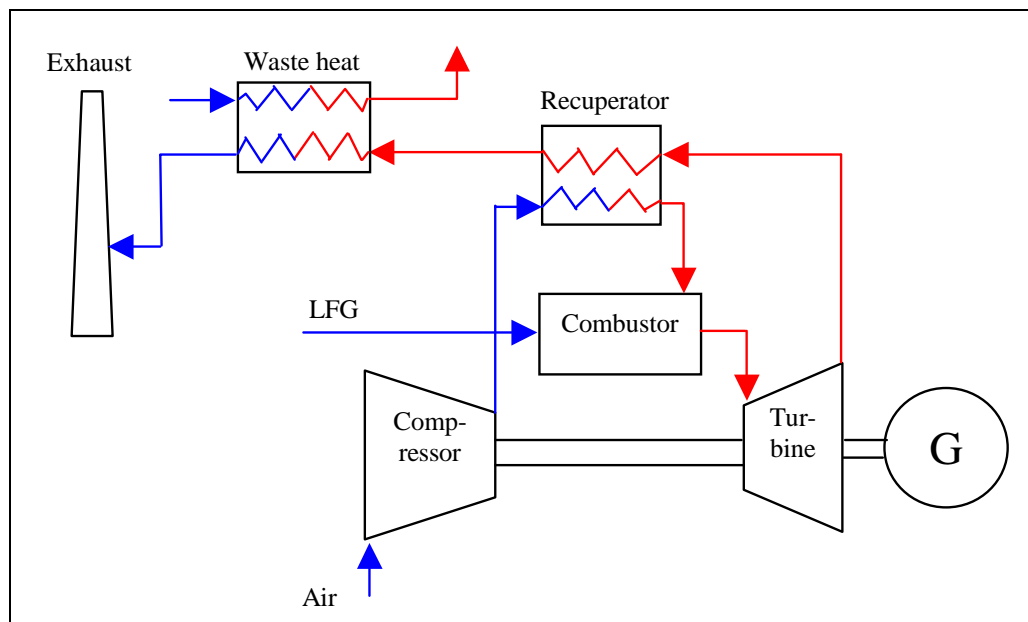 Exhaust
Waste heat
Recuperator
LFG
Combustor
Comp-
ressor
Tur-
bine
G
Air